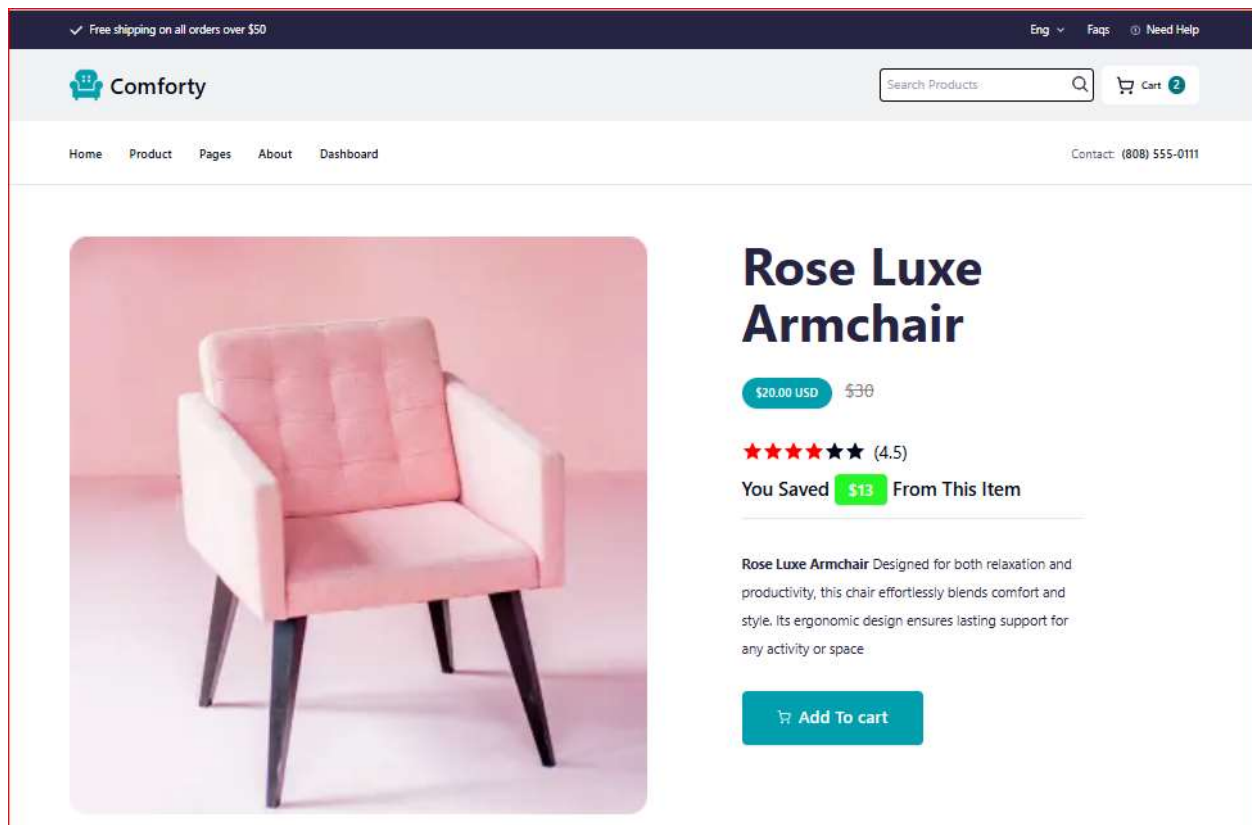 Free shipping on all orders over $50
Eng Faqs Need Help
Comforty
Search Products
Cart 2
Home Product Pages About Dashboard
Contact: (808) 555-0111
Rose Luxe
Armchair
$20.00 USD $30
(4.5)
You Saved $13 From This Item
Rose Luxe Armchair Designed for both relaxation and
productivity, this chair effortlessly blends comfort and
style. Its ergonomic design ensures lasting support for
any activity or space
Add To cart